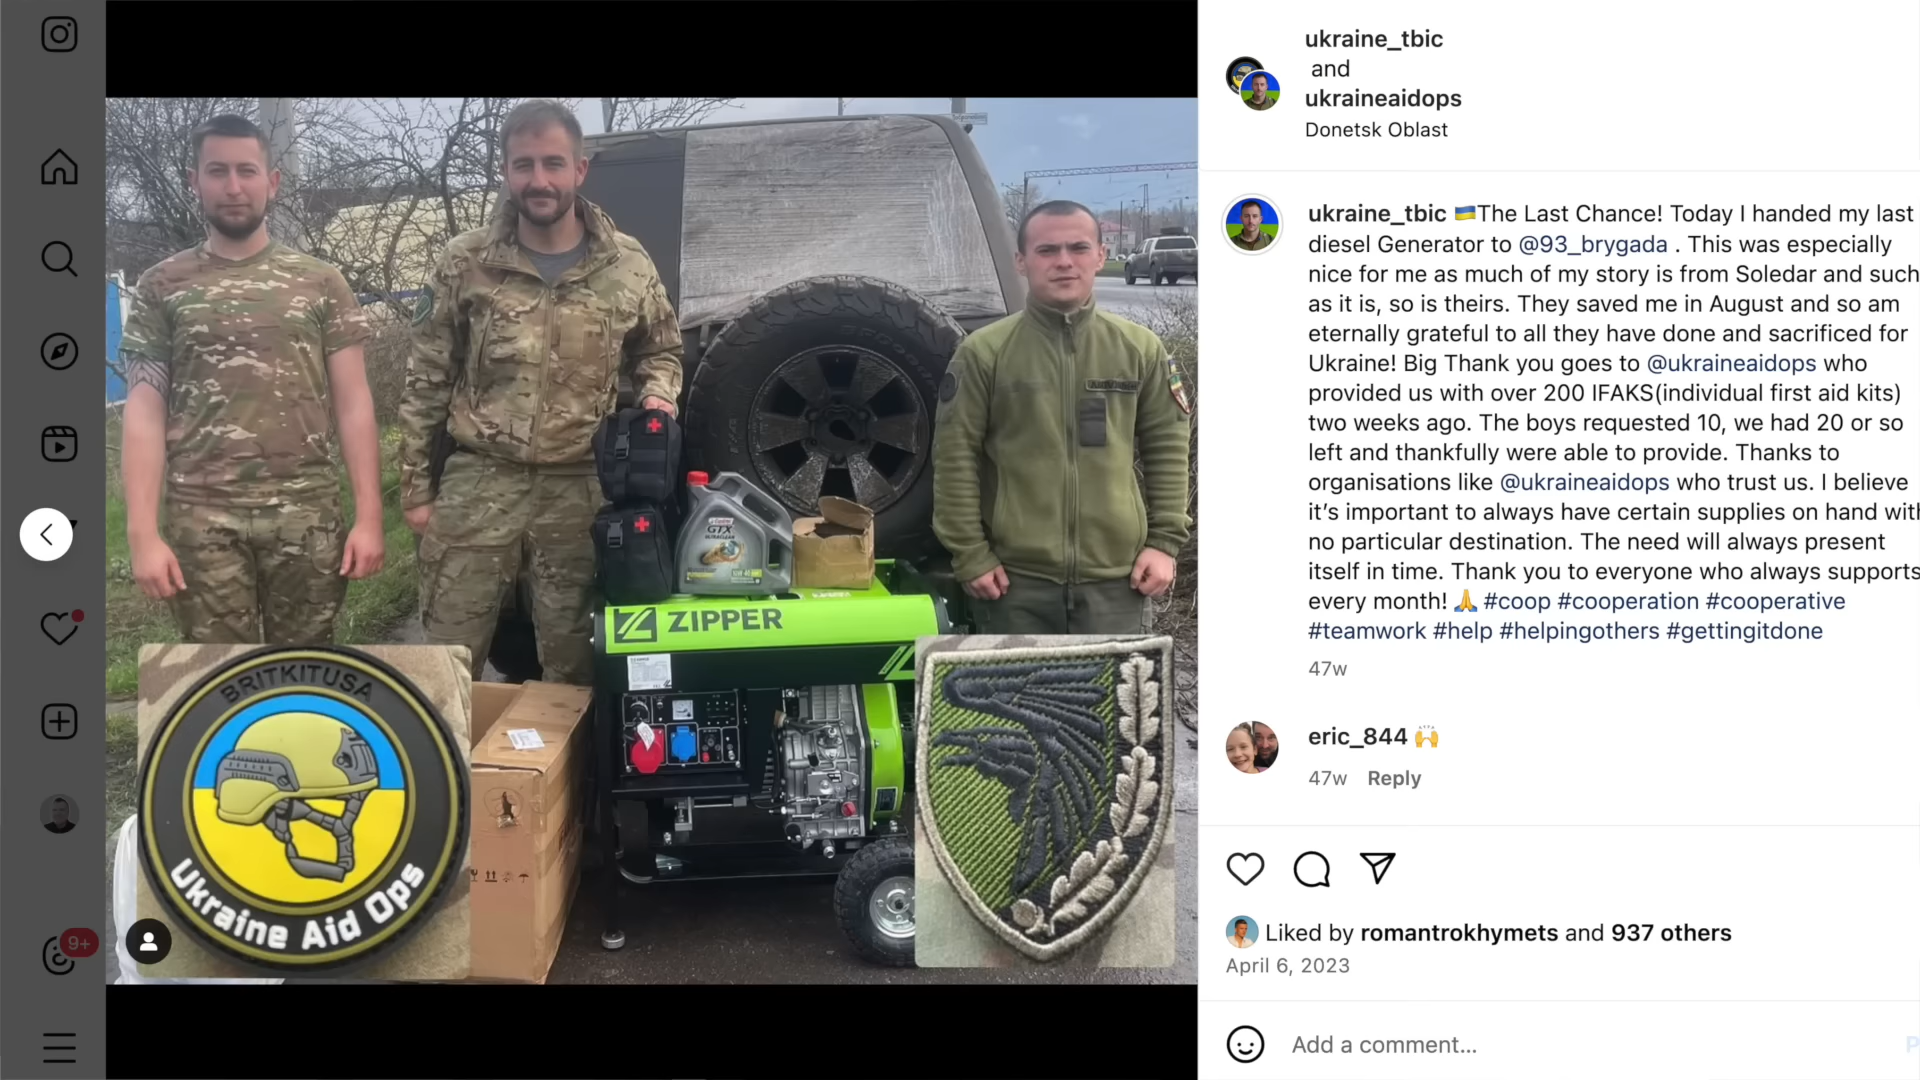 ukraine_tbic
and
ukraineaidops
Donetsk Oblast
ukraine_tbic 🇺🇦The Last Chance! Today I handed my last
diesel Generator to @93_brygada . This was especially
nice for me as much of my story is from Soledar and such
as it is, so is theirs. They saved me in August and so am
eternally grateful to all they have done and sacrificed for
Ukraine! Big Thank you goes to @ukraineaidops who
provided us with over 200 IFAKS(individual first aid kits)
two weeks ago. The boys requested 10, we had 20 or so
left and thankfully were able to provide. Thanks to
organisations like @ukraineaidops who trust us. I believe
it’s important to always have certain supplies on hand with
no particular destination. The need will always present
itself in time. Thank you to everyone who always supports
every month! 🙏 #coop #cooperation #cooperative
#teamwork #help #helpingothers #gettingitdone
47w
eric_844 🙌
47w Reply
Liked by romantrokhymets and 937 others
April 6, 2023
Add a comment...
9+
Castrol
GTX
ULTRACLEAN
ZIPPER
BRITKITUSA
Ukraine Aid Ops